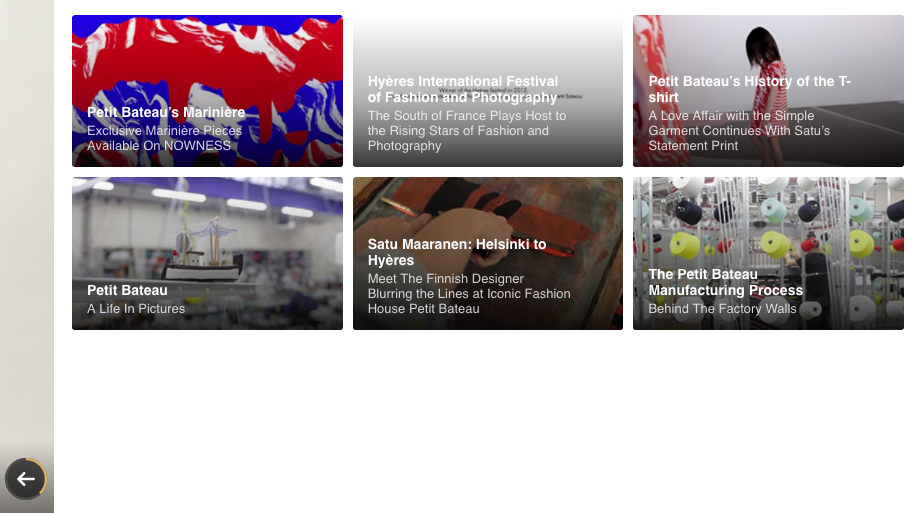 Petit Bateau’s Marinière
Exclusive Marinière Pieces
Available On NOWNESS
Hyères International Festival
of Fashion and Photography
The South of France Plays Host to
the Rising Stars of Fashion and
Photography
Petit Bateau’s History of the T-
shirt
A Love Affair with the Simple
Garment Continues With Satu’s
Statement Print
Petit Bateau
A Life In Pictures
Satu Maaranen: Helsinki to
Hyères
Meet The Finnish Designer
Blurring the Lines at Iconic Fashion
House Petit Bateau
The Petit Bateau
Manufacturing Process
Behind The Factory Walls